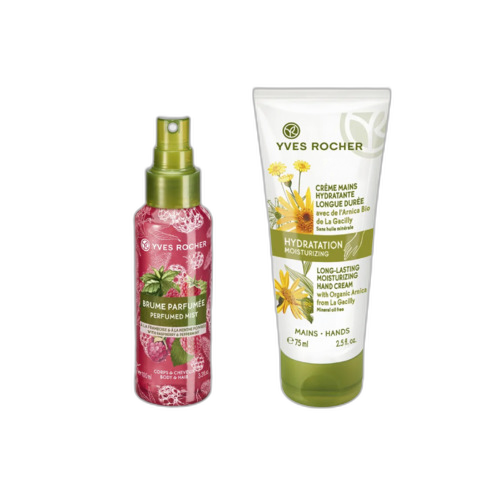 YVES ROCHER
BRUME PARFUMÉE
PERFUMED MIST
CORPS & CHEVEUX
BODY & HAIR
YVES ROCHER
CRÈME MAINS
HYDRATANTE
LONGUE DURÉE
avec de l'Arnica Bio
de La Gacilly
Sans huile minérale
HYDRATATION
MOISTURIZING
LONG-LASTING
MOISTURIZING
HAND CREAM
with Organic Arnica
from La Gacilly
Mineral oil free
MAINS - HANDS
℮ 75 ml 2.5 fl. oz.